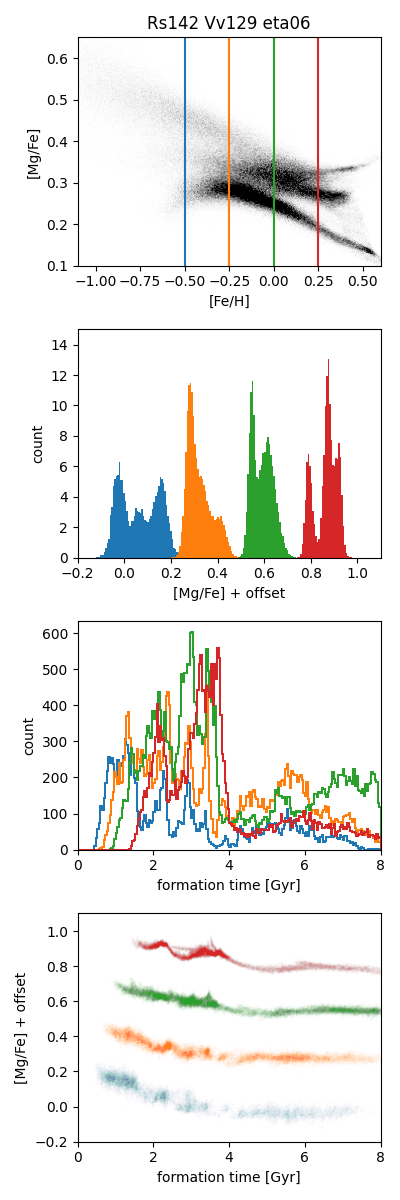 Rs142 Vv129 eta06
0.6
0.5
0.4
0.3
0.2
0.1
[Mg/Fe]
−1.00 −0.75 −0.50 −0.25 0.00 0.25 0.50
[Fe/H]
14
12
10
8
6
4
2
0
count
−0.2 0.0 0.2 0.4 0.6 0.8 1.0
[Mg/Fe] + offset
600
500
400
300
200
100
0
count
0 2 4 6 8
formation time [Gyr]
1.0
0.8
0.6
0.4
0.2
0.0
−0.2
[Mg/Fe] + offset
0 2 4 6 8
formation time [Gyr]